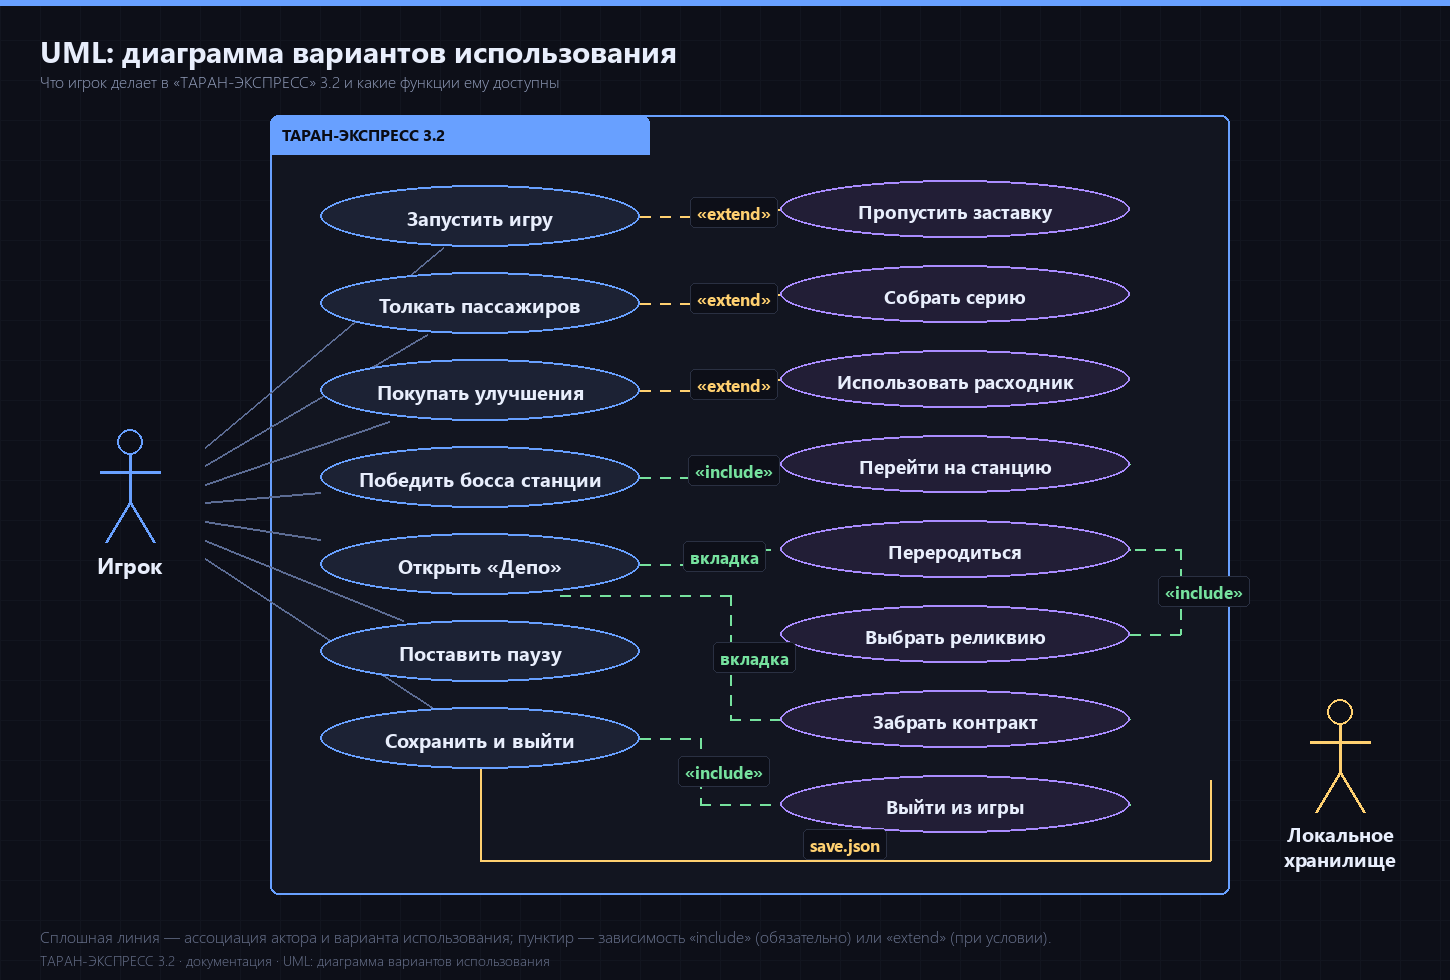 UML: диаграмма вариантов использования
Что игрок делает в «ТАРАН-ЭКСПРЕСС» 3.2 и какие функции ему доступны
ТАРАН-ЭКСПРЕСС 3.2
Запустить игру
«extend»
Пропустить заставку
Толкать пассажиров
«extend»
Собрать серию
Покупать улучшения
«extend»
Использовать расходник
Победить босса станции
«include»
Перейти на станцию
Открыть «Депо»
вкладка
Переродиться
«include»
Игрок
Поставить паузу
вкладка
Выбрать реликвию
Забрать контракт
Сохранить и выйти
«include»
Выйти из игры
save.json
Локальное
хранилище
Сплошная линия — ассоциация актора и варианта использования; пунктир — зависимость «include» (обязательно) или «extend» (при условии).
ТАРАН-ЭКСПРЕСС 3.2 · документация · UML: диаграмма вариантов использования